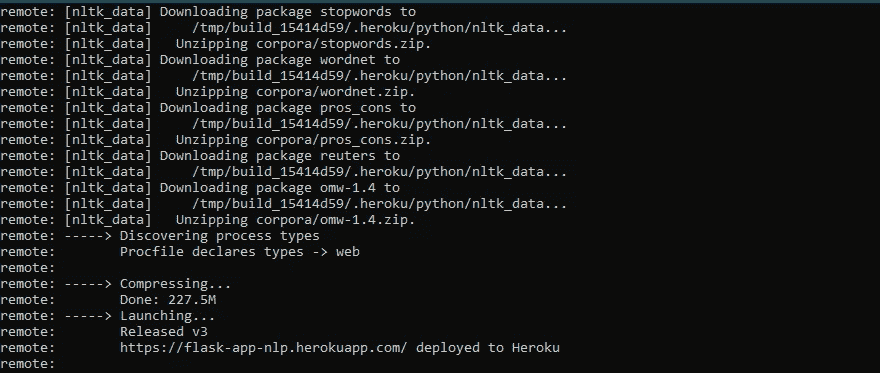 remote: [nltk_data] Downloading package stopwords to
remote: [nltk_data]     /tmp/build_15414d59/.heroku/python/nltk_data...
remote: [nltk_data]   Unzipping corpora/stopwords.zip.
remote: [nltk_data] Downloading package wordnet to
remote: [nltk_data]     /tmp/build_15414d59/.heroku/python/nltk_data...
remote: [nltk_data]   Unzipping corpora/wordnet.zip.
remote: [nltk_data] Downloading package pros_cons to
remote: [nltk_data]     /tmp/build_15414d59/.heroku/python/nltk_data...
remote: [nltk_data]   Unzipping corpora/pros_cons.zip.
remote: [nltk_data] Downloading package reuters to
remote: [nltk_data]     /tmp/build_15414d59/.heroku/python/nltk_data...
remote: [nltk_data] Downloading package omw-1.4 to
remote: [nltk_data]     /tmp/build_15414d59/.heroku/python/nltk_data...
remote: [nltk_data]   Unzipping corpora/omw-1.4.zip.
remote: -----> Discovering process types
remote:        Procfile declares types -> web
remote:
remote: -----> Compressing...
remote:        Done: 227.5M
remote: -----> Launching...
remote:        Released v3
remote:        https://flask-app-nlp.herokuapp.com/ deployed to Heroku
remote: